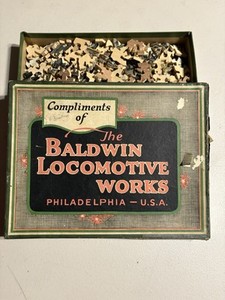 Compliments
of
The
BALDWIN
LOCOMOTIVE
WORKS
PHILADELPHIA — U.S.A.